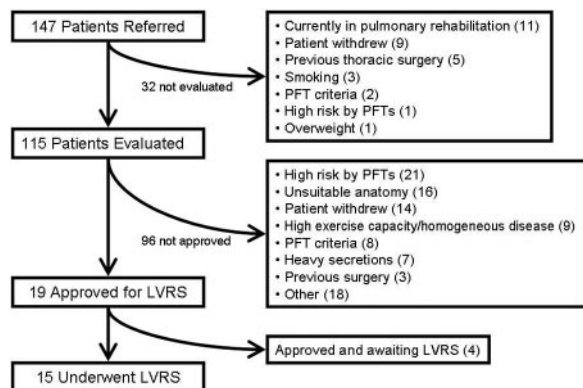 147 Patients Referred
32 not evaluated
• Currently in pulmonary rehabilitation (11)
• Patient withdrew (9)
• Previous thoracic surgery (5)
• Smoking (3)
• PFT criteria (2)
• High risk by PFTs (1)
• Overweight (1)
115 Patients Evaluated
96 not approved
• High risk by PFTs (21)
• Unsuitable anatomy (16)
• Patient withdrew (14)
• High exercise capacity/homogeneous disease (9)
• PFT criteria (8)
• Heavy secretions (7)
• Previous surgery (3)
• Other (18)
19 Approved for LVRS
Approved and awaiting LVRS (4)
15 Underwent LVRS